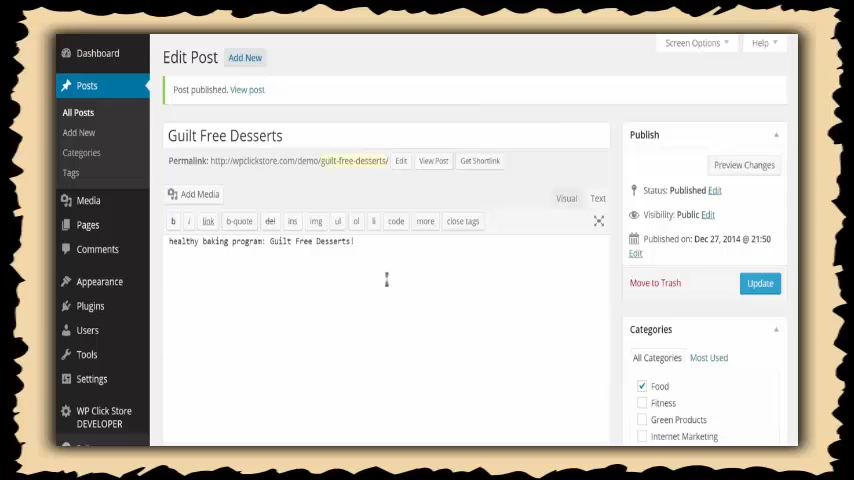 Dashboard
Posts
All Posts
Add New
Categories
Tags
Media
Pages
Comments
Appearance
Plugins
Users
Tools
Settings
WP Click Store
DEVELOPER
Screen Options
Help
Edit Post Add New
Post published. View post
Guilt Free Desserts
Permalink: http://wpclickstore.com/demo/guilt-free-desserts/ Edit View Post Get Shortlink
Add Media
Visual Text
b i link b-quote del ins img ul ol li code more close tags
healthy baking program: Guilt Free Desserts!
Publish
Preview Changes
Status: Published Edit
Visibility: Public Edit
Published on: Dec 27, 2014 @ 21:50
Edit
Move to Trash Update
Categories
All Categories Most Used
Food
Fitness
Green Products
Internet Marketing